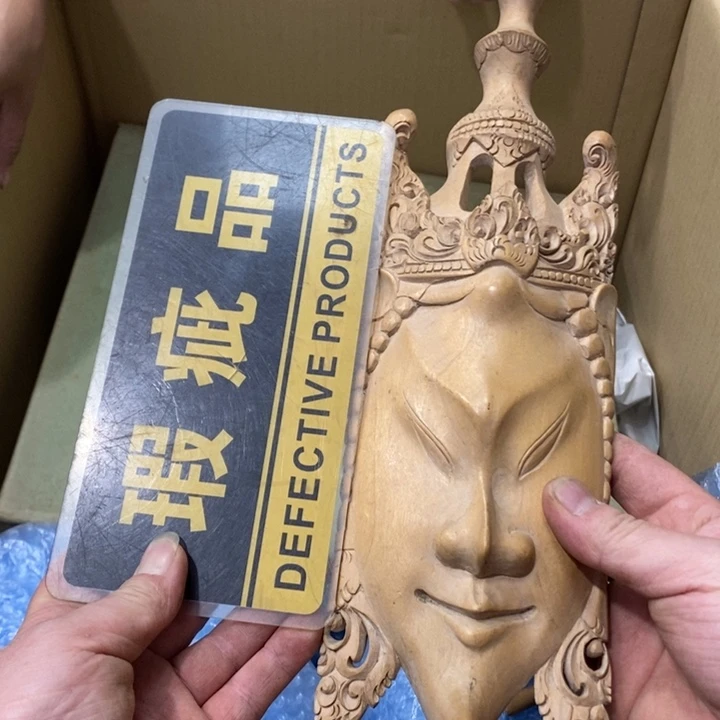 瑕疵品
DEFECTIVE PRODUCTS